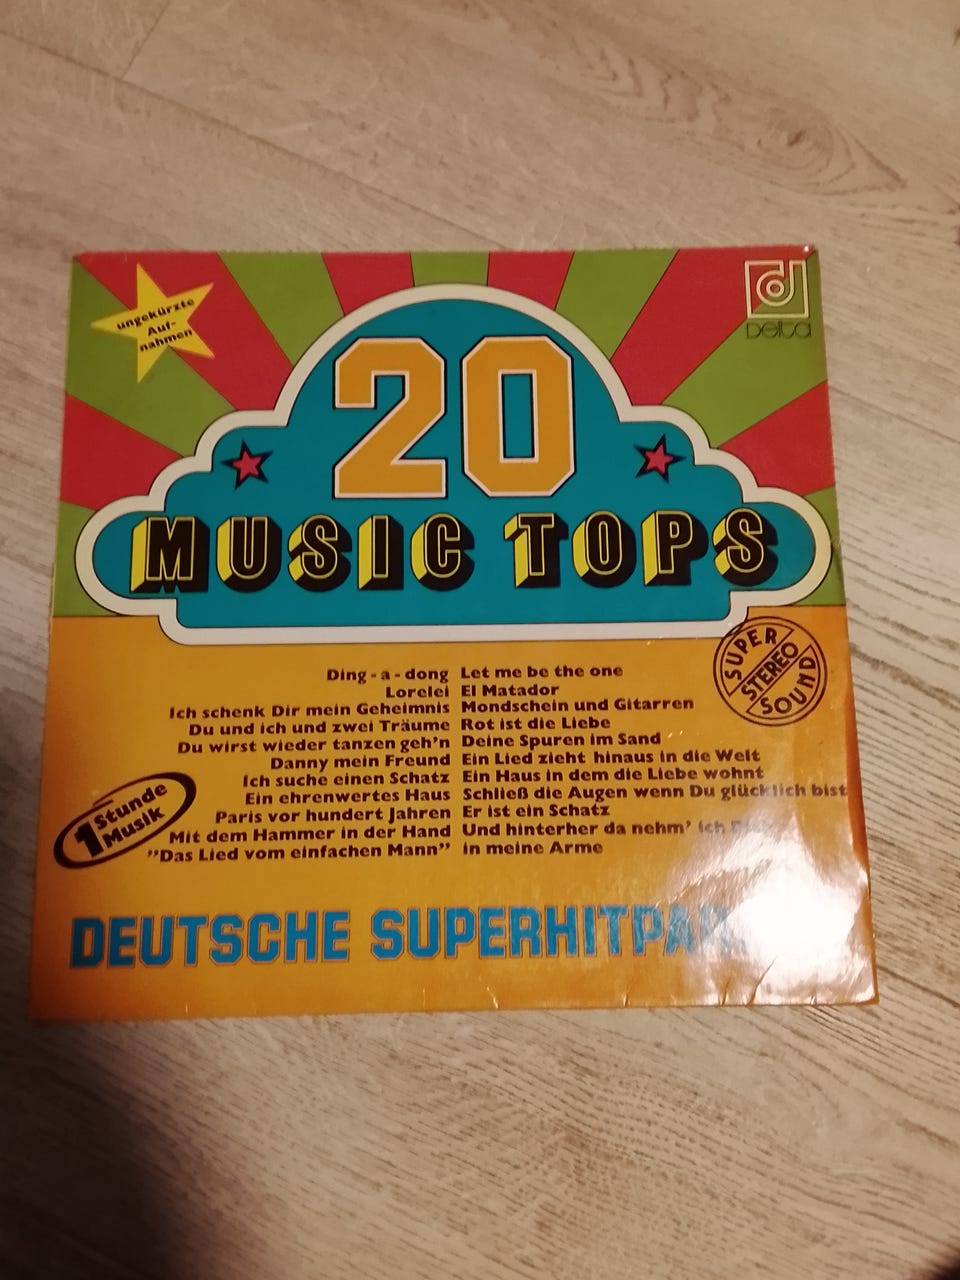 ungekürzte
Auf-
nahmen
Delta
20
MUSIC TOPS
SUPER
STEREO
SOUND
Ding - a - dong
Lorelei
Ich schenk Dir mein Geheimnis
Du und ich und zwei Träume
Du wirst wieder tanzen geh'n
Danny mein Freund
Ich suche einen Schatz
Ein ehrenwertes Haus
Paris vor hundert Jahren
Mit dem Hammer in der Hand
"Das Lied vom einfachen Mann"
Let me be the one
El Matador
Mondschein und Gitarren
Rot ist die Liebe
Deine Spuren im Sand
Ein Lied zieht hinaus in die Welt
Ein Haus in dem die Liebe wohnt
Schließ die Augen wenn Du glücklich bist
Er ist ein Schatz
Und hinterher da nehm' ich
in meine Arme
1 Stunde
Musik
DEUTSCHE